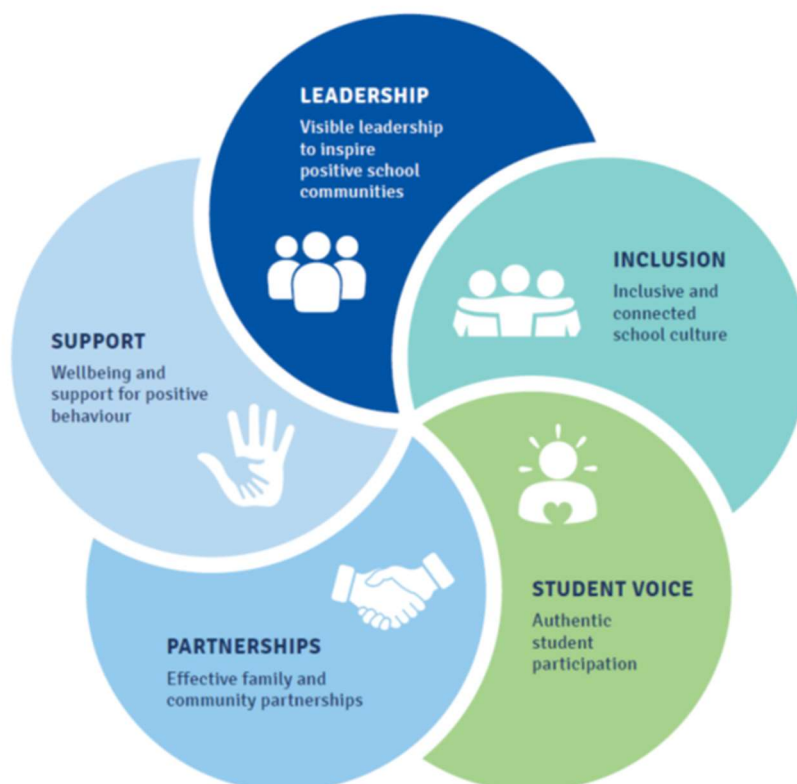 LEADERSHIP
Visible leadership
to inspire
positive school
communities
INCLUSION
Inclusive and
connected
school culture
STUDENT VOICE
Authentic
student
participation
PARTNERSHIPS
Effective family and
community partnerships
SUPPORT
Wellbeing and
support for positive
behaviour